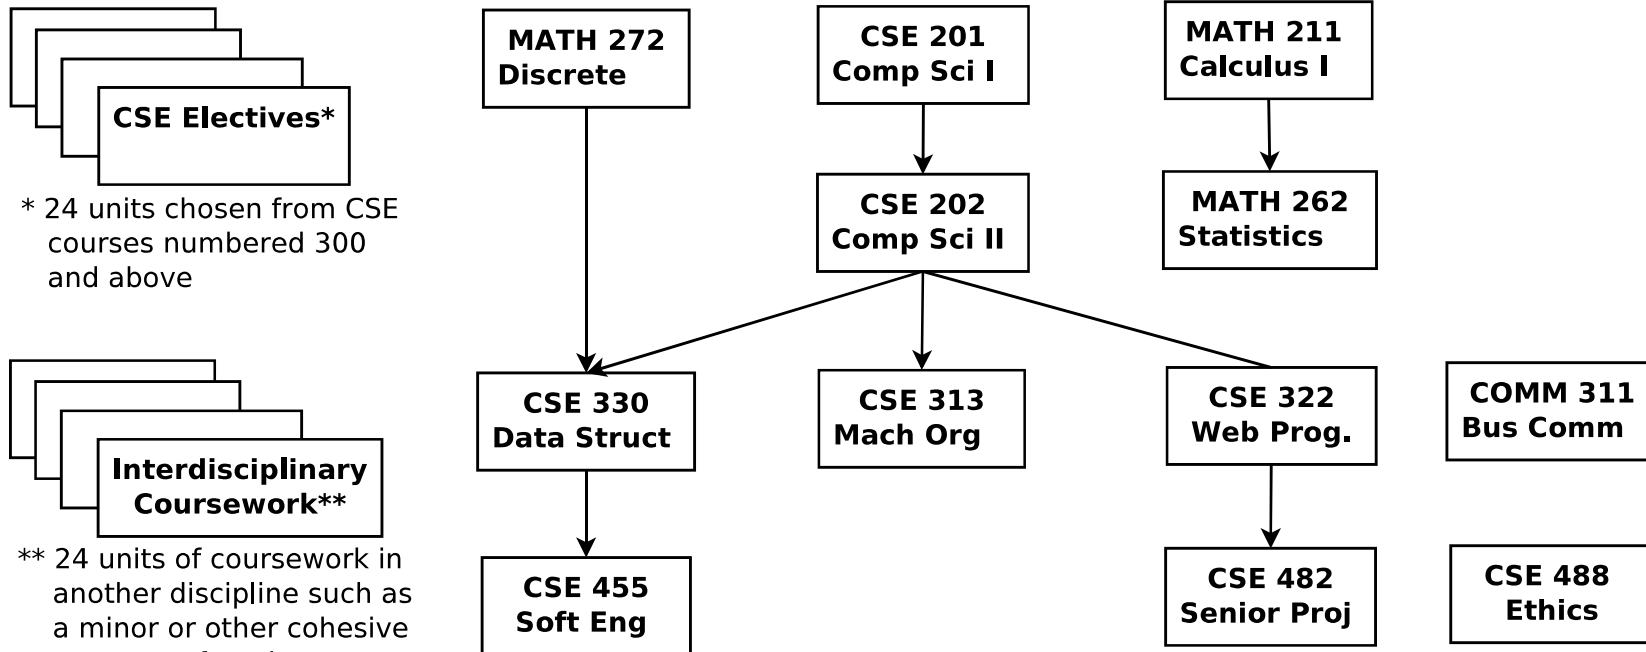 CSE Electives*
* 24 units chosen from CSE
courses numbered 300
and above
Interdisciplinary
Coursework**
** 24 units of coursework in
another discipline such as
a minor or other cohesive
MATH 272
Discrete
CSE 201
Comp Sci I
MATH 211
Calculus I
CSE 202
Comp Sci II
MATH 262
Statistics
CSE 330
Data Struct
CSE 313
Mach Org
CSE 322
Web Prog.
COMM 311
Bus Comm
CSE 455
Soft Eng
CSE 482
Senior Proj
CSE 488
Ethics